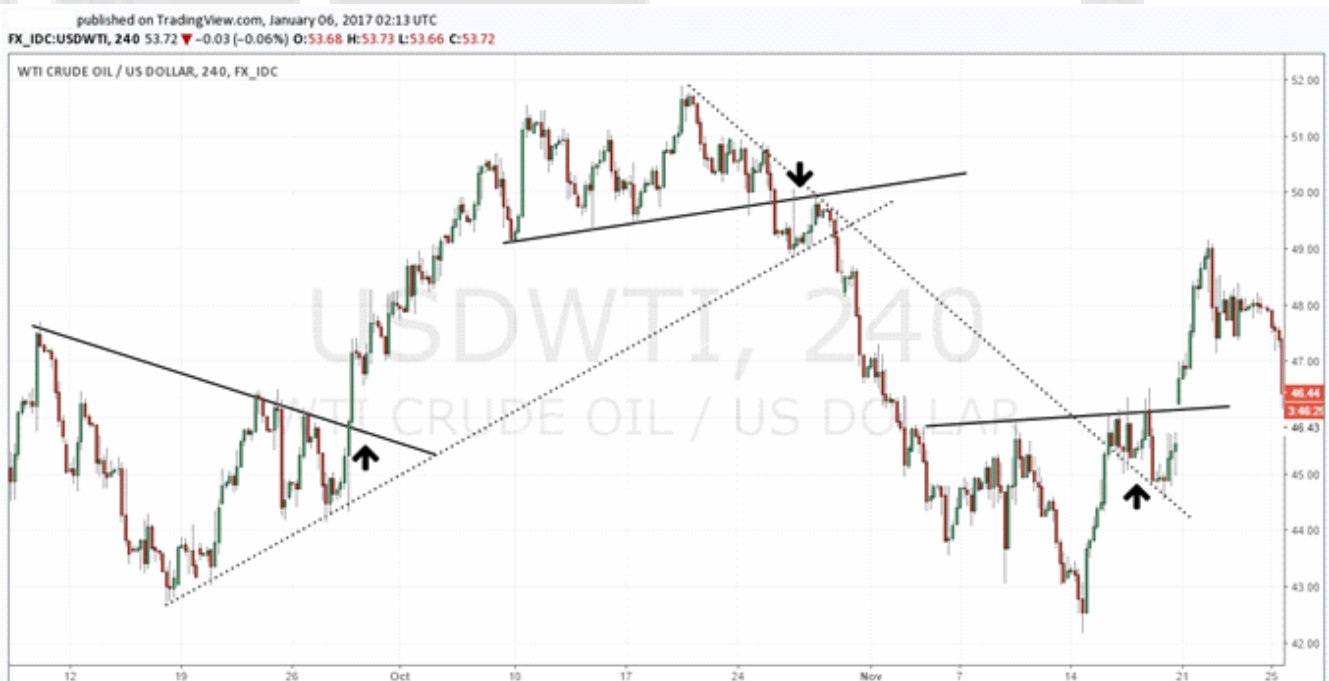 published on TradingView.com, January 06, 2017 02:13 UTC
FX_IDC:USDWTI, 240 53.72 ▼ −0.03 (−0.06%) O:53.68 H:53.73 L:53.66 C:53.72
WTI CRUDE OIL / US DOLLAR, 240, FX_IDC
USDWTI, 240
WTI CRUDE OIL / US DOLLAR
52.00
51.00
50.00
49.00
48.00
47.00
46.44
3:46:25
46.43
45.00
44.00
43.00
42.00
12 19 26 Oct 10 17 24 Nov 7 14 21 25